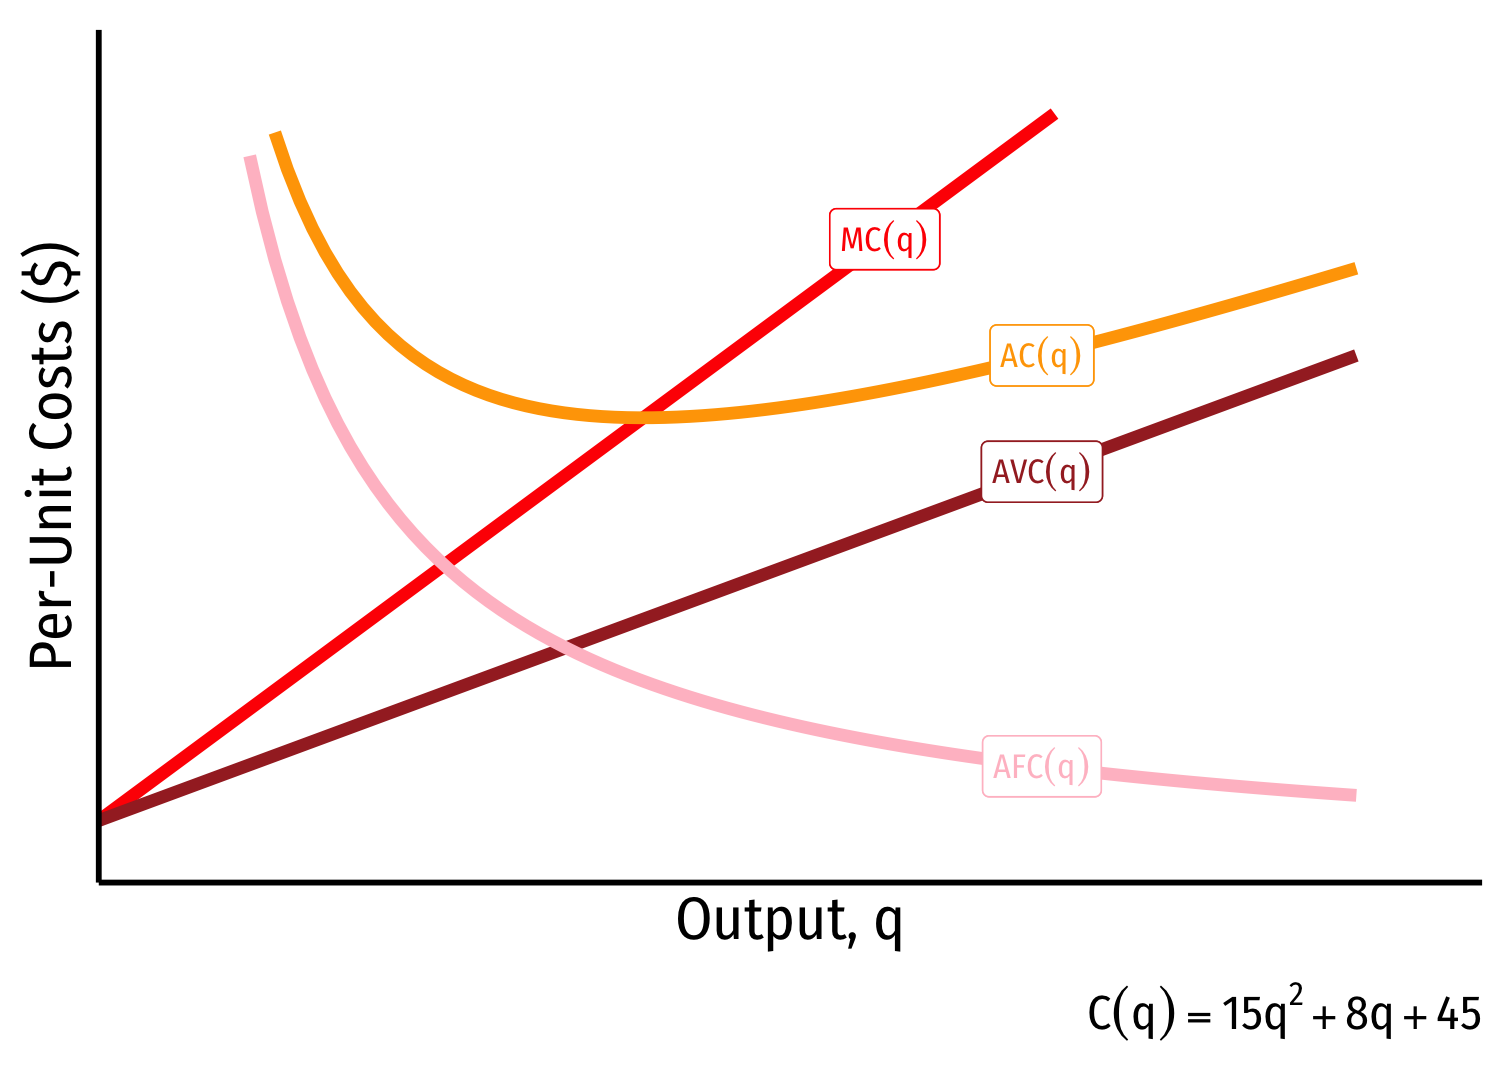 Per-Unit Costs ($)
MC(q)
AC(q)
AVC(q)
AFC(q)
Output, q
C(q) = 15q² + 8q + 45